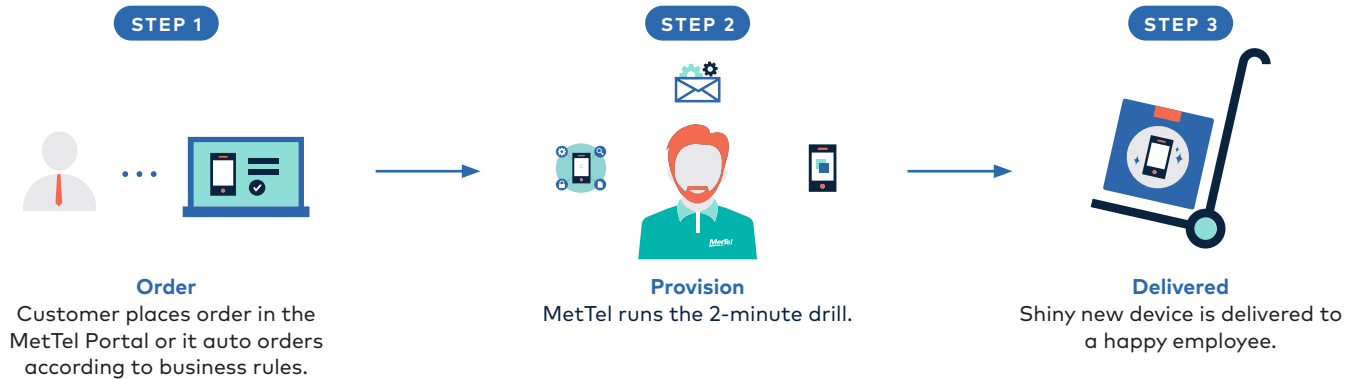 STEP 1
STEP 2
STEP 3
MetTel
Order
Customer places order in the
MetTel Portal or it auto orders
according to business rules.
Provision
MetTel runs the 2-minute drill.
Delivered
Shiny new device is delivered to
a happy employee.